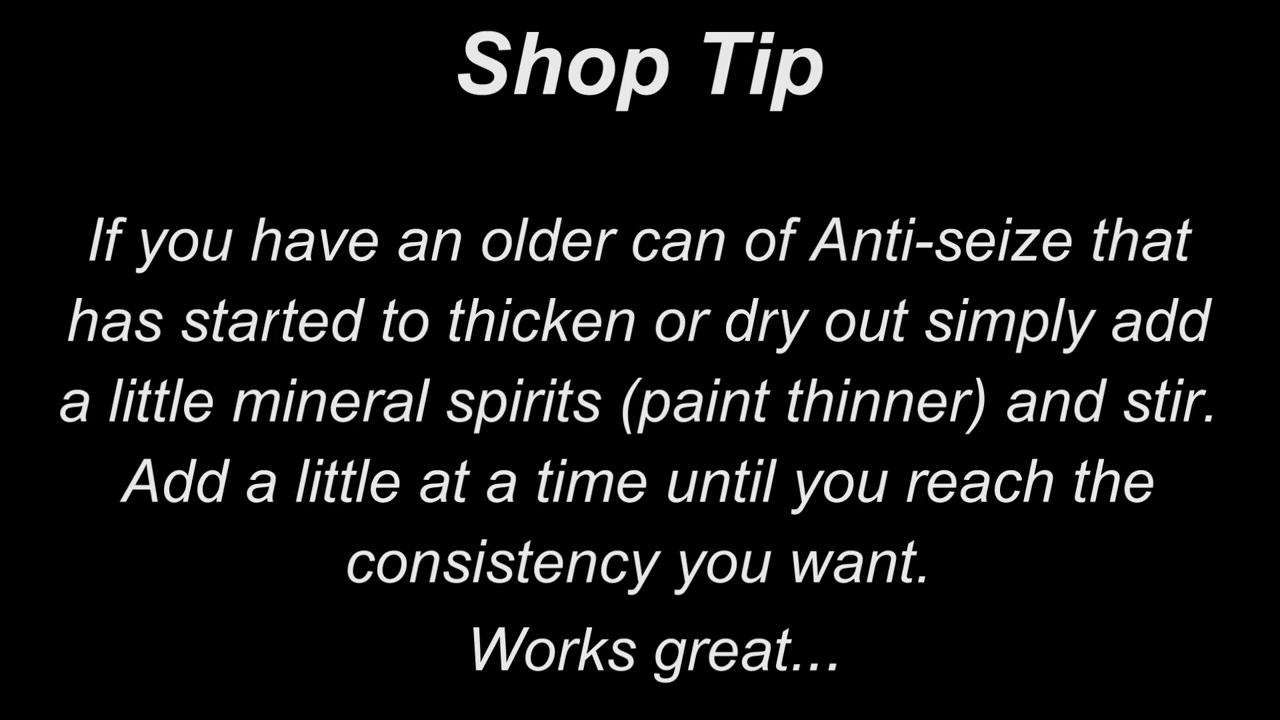 Shop Tip
If you have an older can of Anti-seize that
has started to thicken or dry out simply add
a little mineral spirits (paint thinner) and stir.
Add a little at a time until you reach the
consistency you want.
Works great...